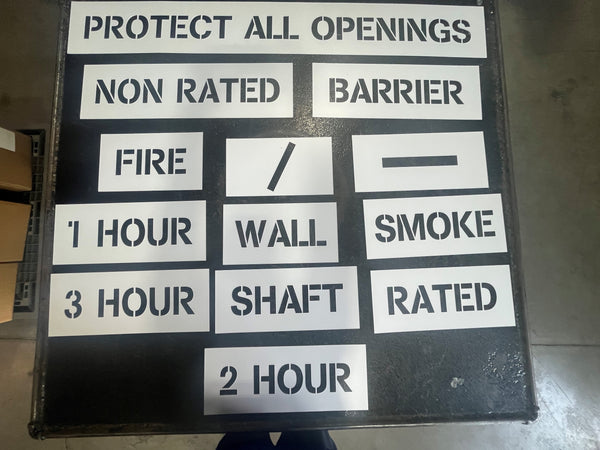 PROTECT ALL OPENINGS
NON RATED BARRIER
FIRE / -
1 HOUR WALL SMOKE
3 HOUR SHAFT RATED
2 HOUR